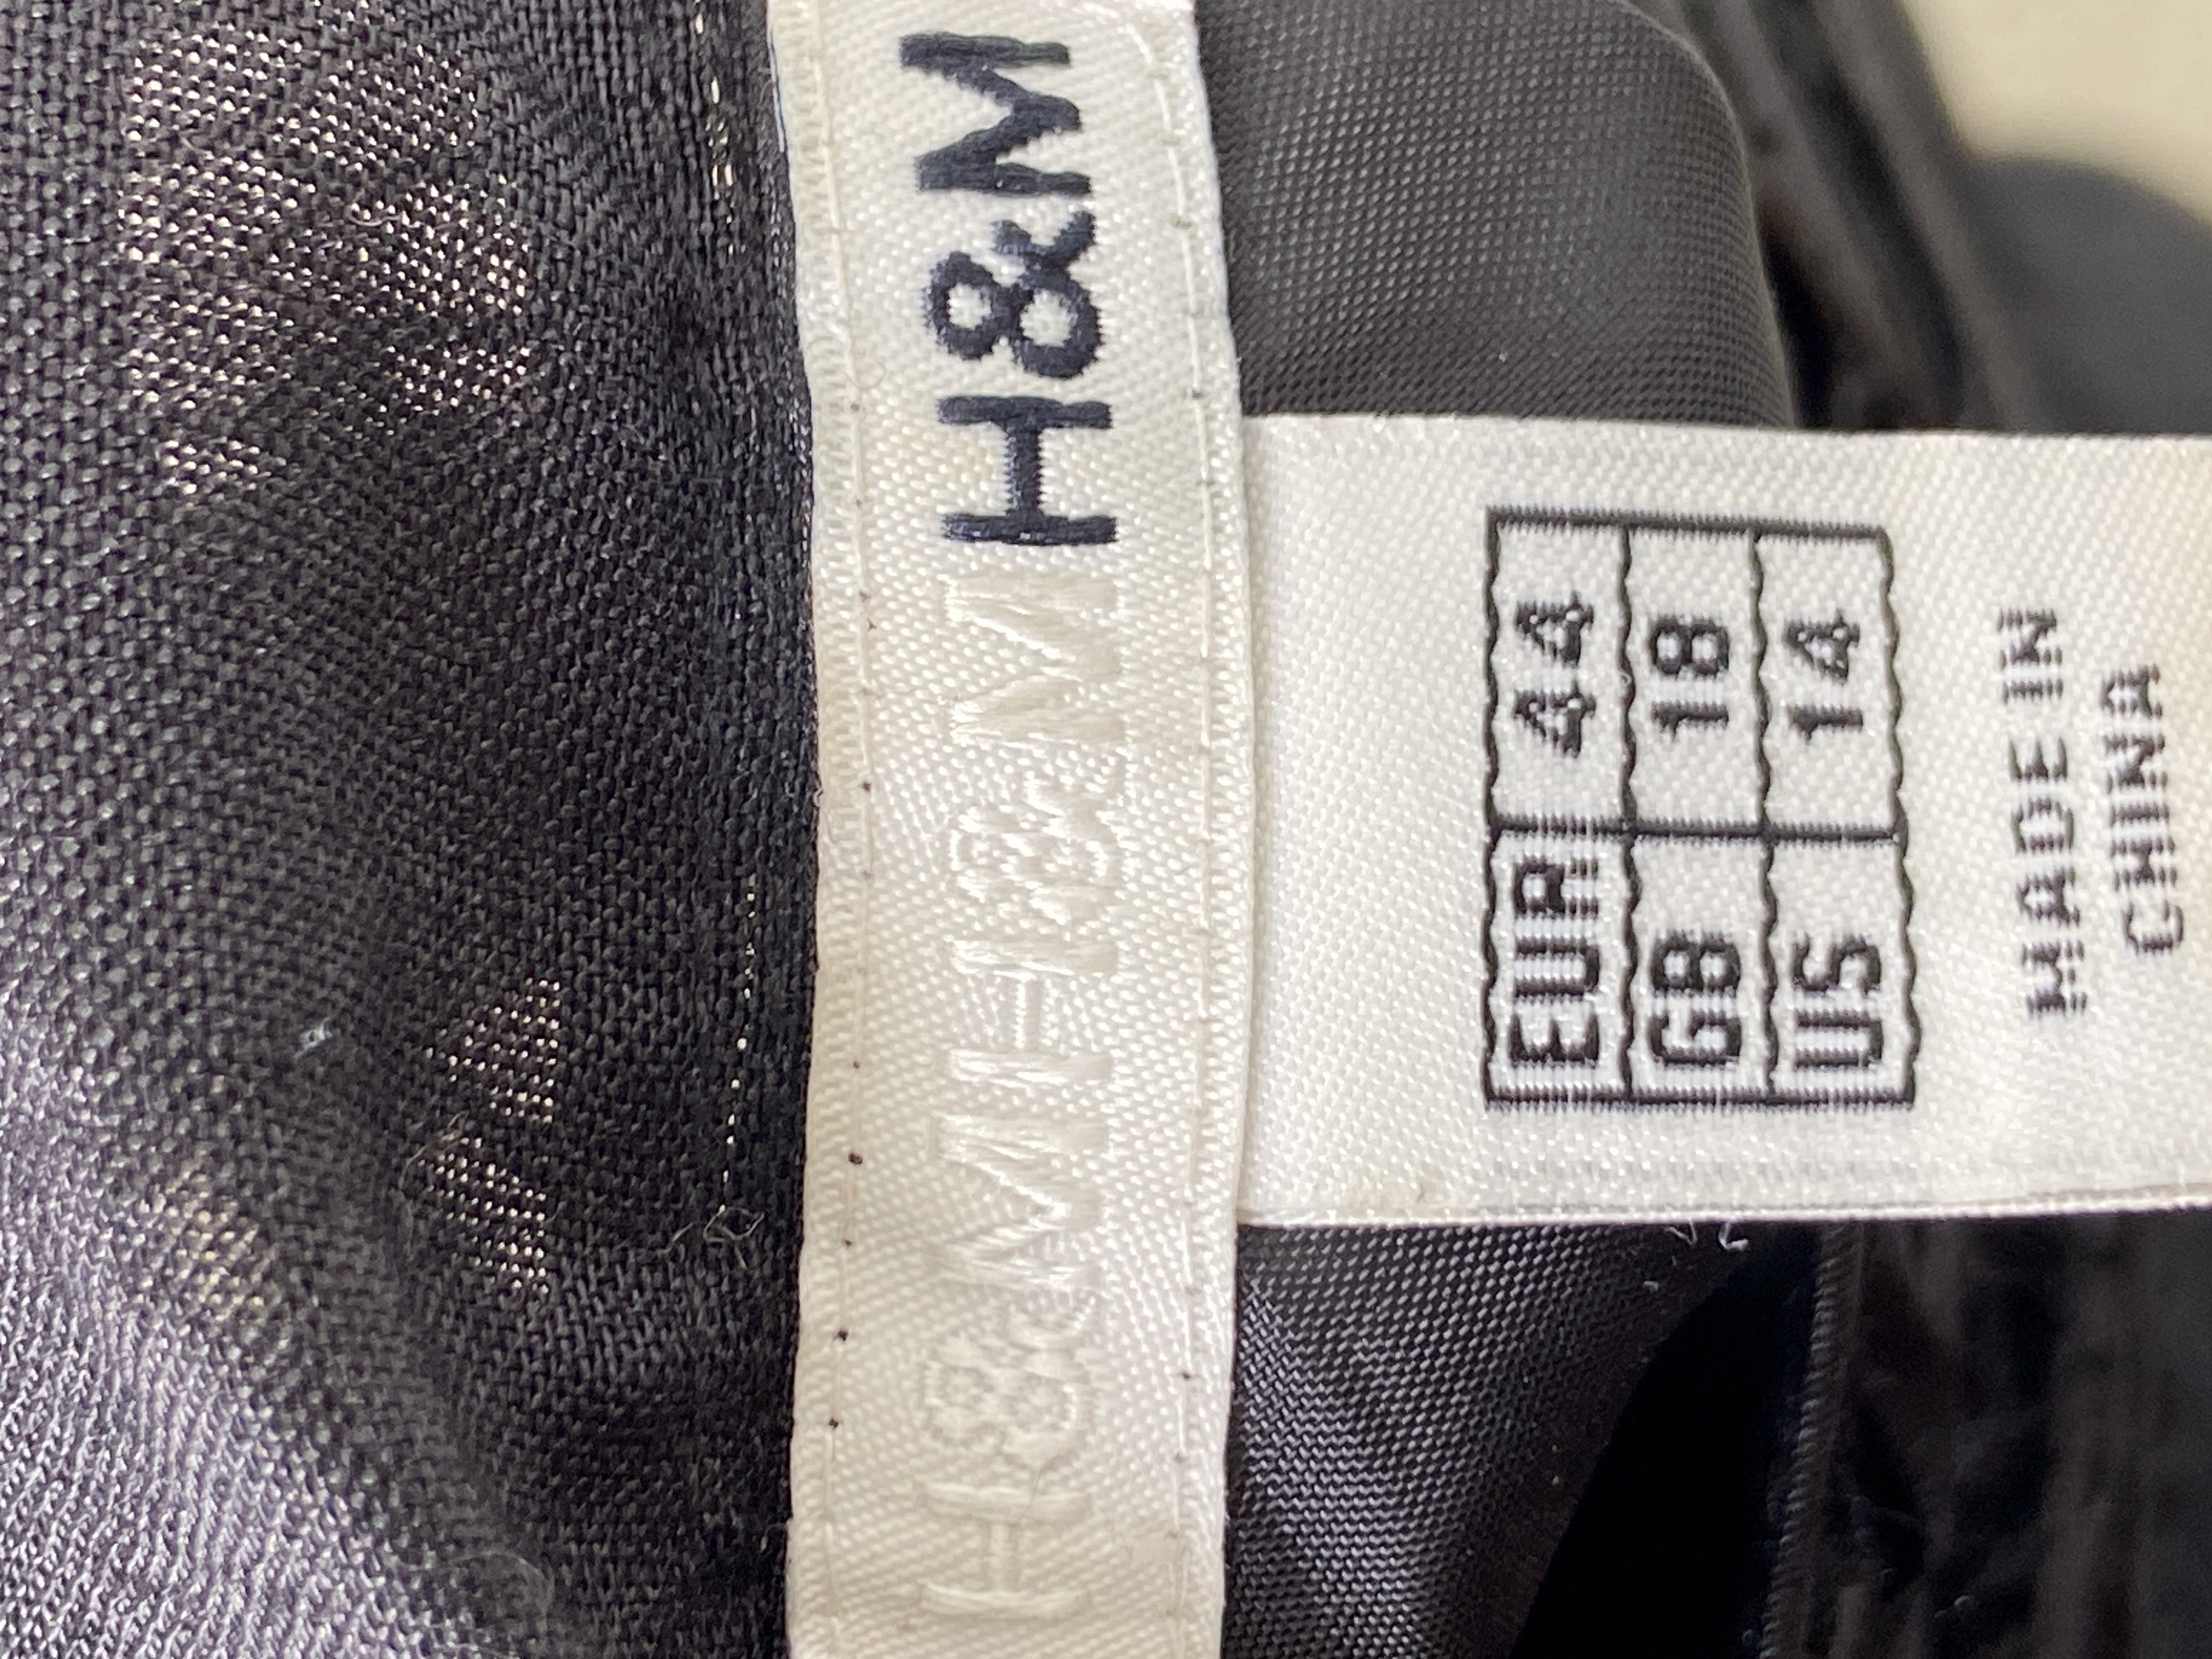 H&M H&M H&M
EUR 44
GB 18
US 14
MADE IN
CHINA